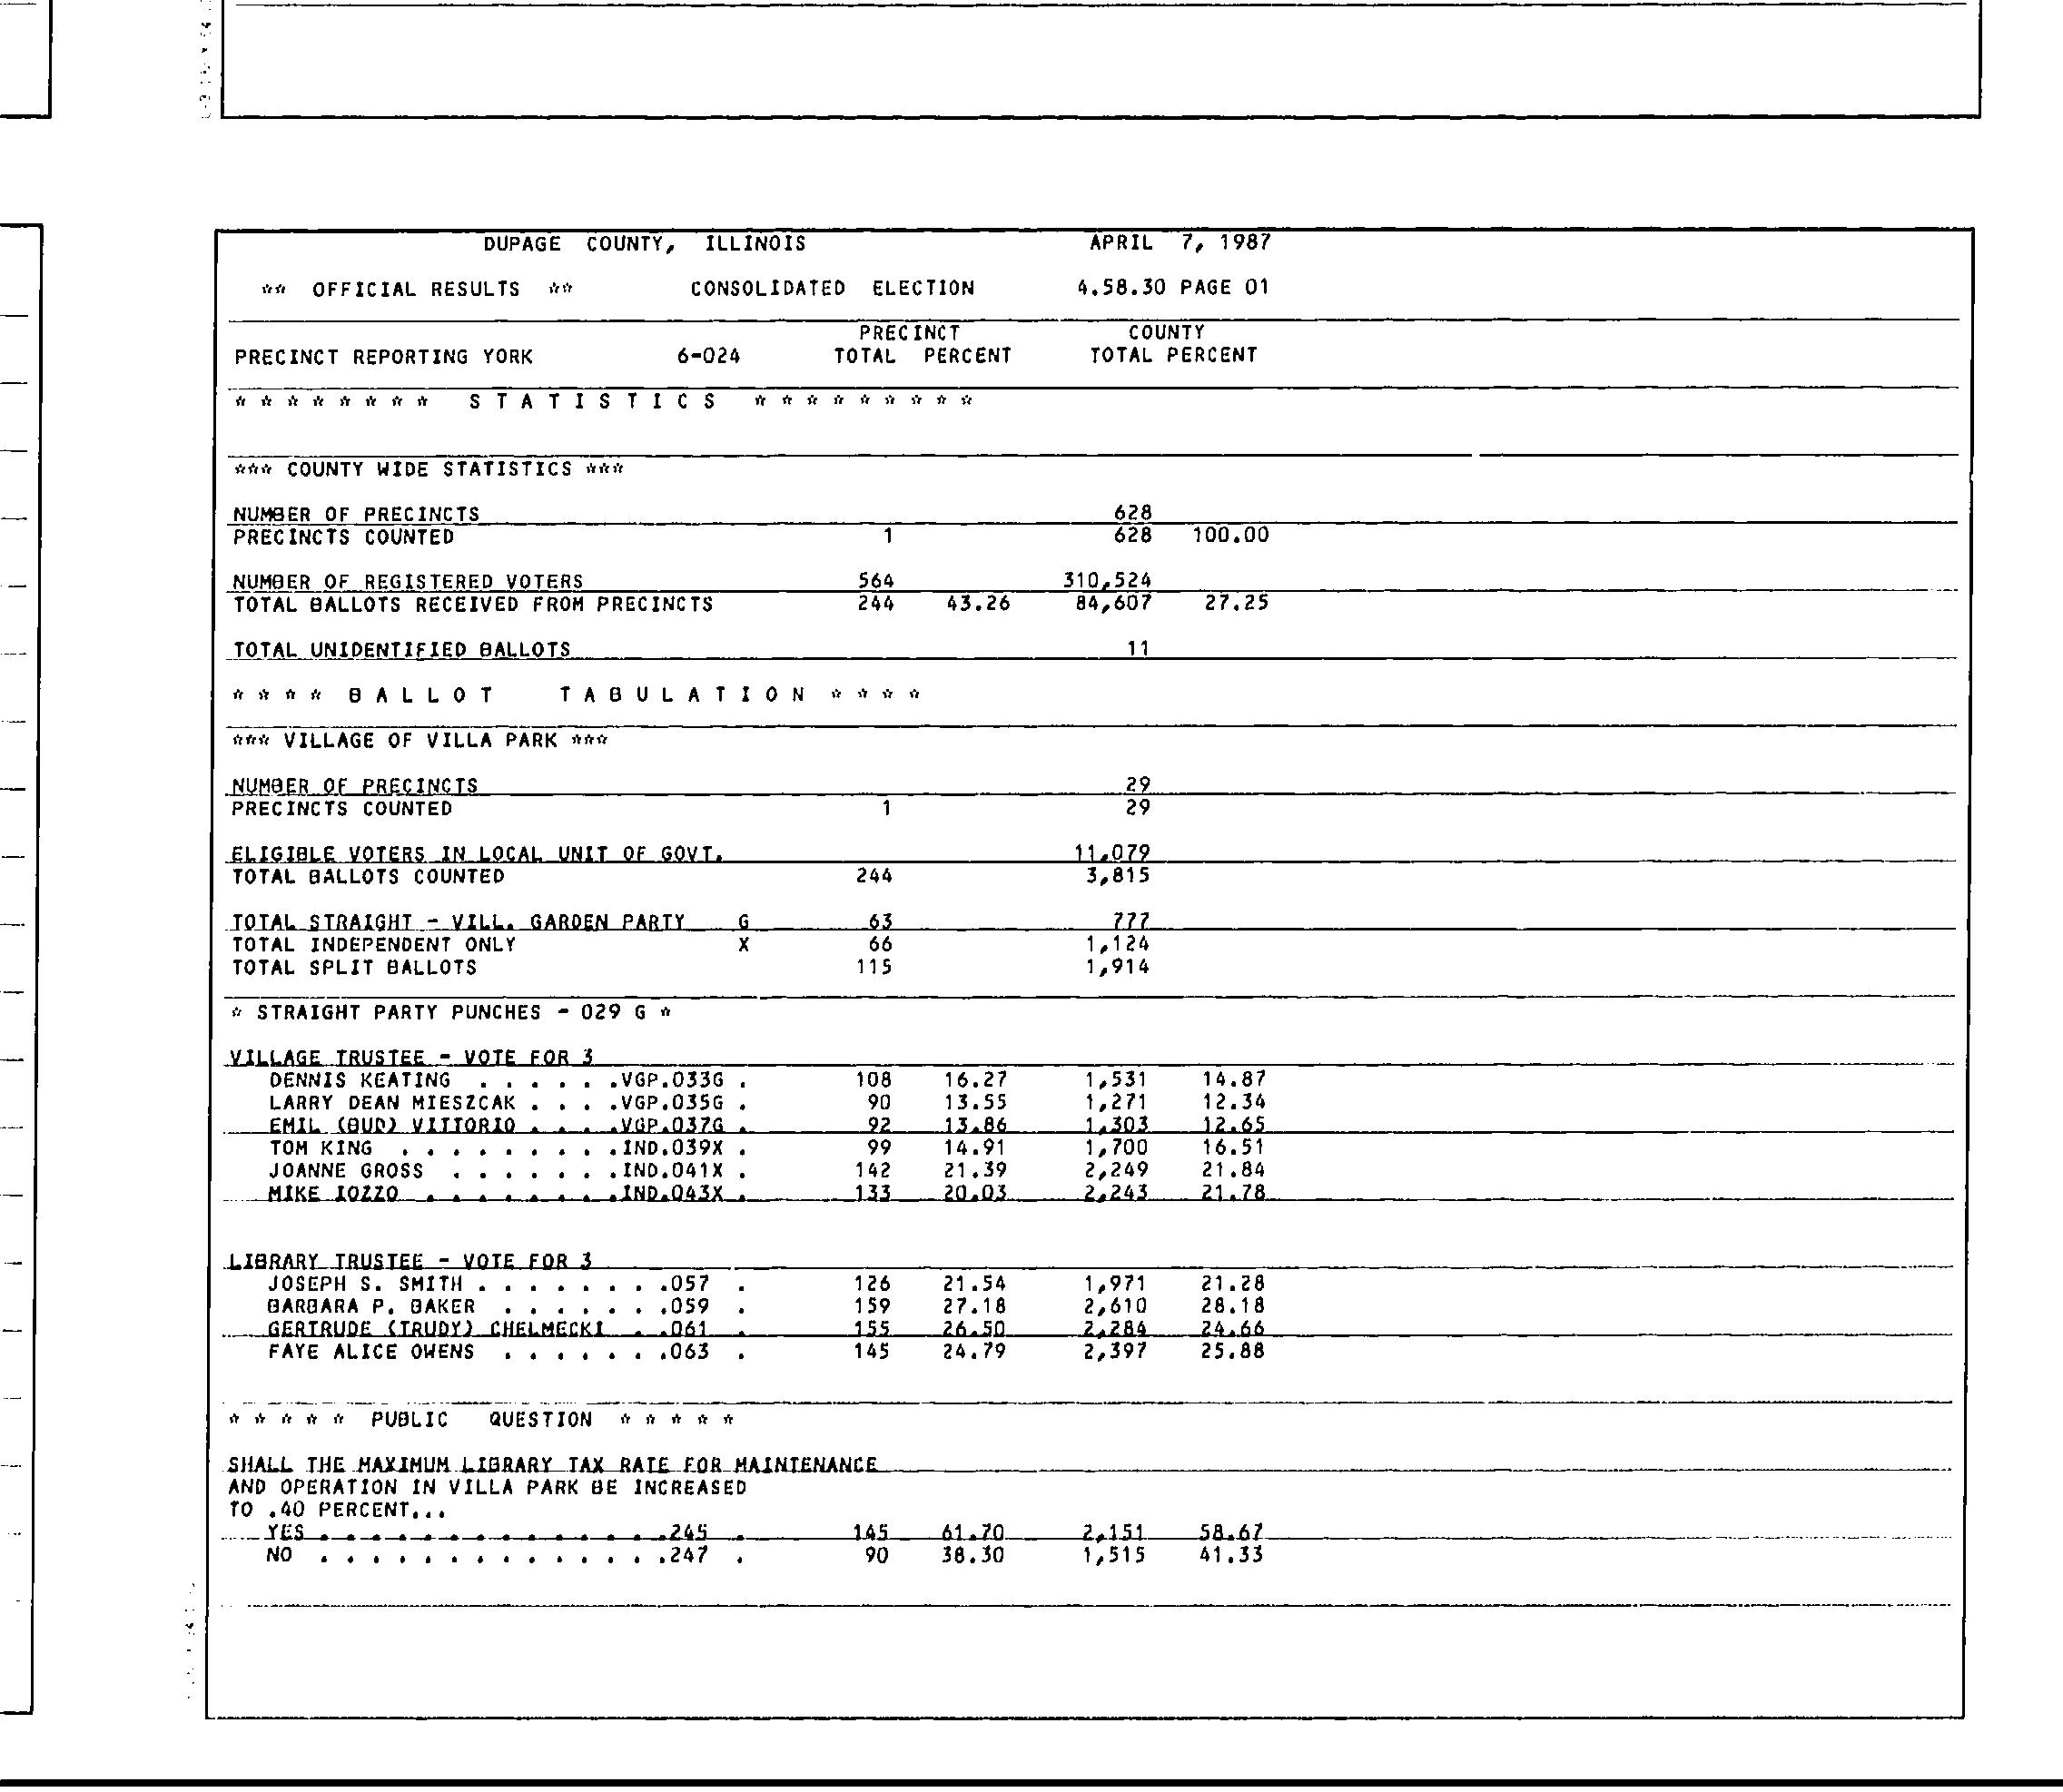 DUPAGE COUNTY, ILLINOIS APRIL 7, 1987
** OFFICIAL RESULTS ** CONSOLIDATED ELECTION 4.58.30 PAGE 01
PRECINCT COUNTY
PRECINCT REPORTING YORK 6-024 TOTAL PERCENT TOTAL PERCENT
* * * * * * * * S T A T I S T I C S * * * * * * * * *
*** COUNTY WIDE STATISTICS ***
NUMBER OF PRECINCTS 628
PRECINCTS COUNTED 1 628 100.00
NUMBER OF REGISTERED VOTERS 564 310,524
TOTAL BALLOTS RECEIVED FROM PRECINCTS 244 43.26 84,607 27.25
TOTAL UNIDENTIFIED BALLOTS 11
* * * * B A L L O T T A B U L A T I O N * * * *
*** VILLAGE OF VILLA PARK ***
NUMBER OF PRECINCTS 29
PRECINCTS COUNTED 1 29
ELIGIBLE VOTERS IN LOCAL UNIT OF GOVT. 11,079
TOTAL BALLOTS COUNTED 244 3,815
TOTAL STRAIGHT - VILL. GARDEN PARTY G 63 777
TOTAL INDEPENDENT ONLY X 66 1,124
TOTAL SPLIT BALLOTS 115 1,914
* STRAIGHT PARTY PUNCHES - 029 G *
VILLAGE TRUSTEE - VOTE FOR 3
DENNIS KEATING . . . . . .VGP.033G . 108 16.27 1,531 14.87
LARRY DEAN MIESZCAK . . . .VGP.035G . 90 13.55 1,271 12.34
EMIL (BUD) VITTORIO . . . .VGP.037G . 92 13.86 1,303 12.65
TOM KING . . . . . . . . .IND.039X . 99 14.91 1,700 16.51
JOANNE GROSS . . . . . . .IND.041X . 142 21.39 2,249 21.84
MIKE IOZZO . . . . . . . .IND.043X . 133 20.03 2,243 21.78
LIBRARY TRUSTEE - VOTE FOR 3
JOSEPH S. SMITH . . . . . . . .057 . 126 21.54 1,971 21.28
BARBARA P. BAKER . . . . . . .059 . 159 27.18 2,610 28.18
GERTRUDE (TRUDY) CHELMECKI . .061 . 155 26.50 2,284 24.66
FAYE ALICE OWENS . . . . . . .063 . 145 24.79 2,397 25.88
* * * * * PUBLIC QUESTION * * * * *
SHALL THE MAXIMUM LIBRARY TAX RATE FOR MAINTENANCE
AND OPERATION IN VILLA PARK BE INCREASED
TO .40 PERCENT...
YES . . . . . . . . . . . . . .245 . 145 61.70 2,151 58.67
NO . . . . . . . . . . . . . .247 . 90 38.30 1,515 41.33